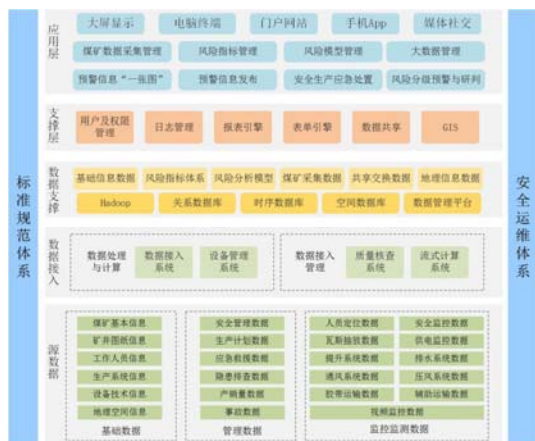 标准规范体系
应用层
大屏显示 电脑终端 门户网站 手机App 媒体社交
煤矿数据采集管理 风险指标管理 风险模型管理 大数据管理
预警信息“一张图” 预警信息发布 安全生产应急处置 风险分级预警与研判
支撑层
用户及权限管理 日志管理 报表引擎 表单引擎 数据共享 GIS
数据支撑
基础信息数据 风险指标体系 风险分析模型 煤矿采集数据 共享交换数据 地理信息数据
Hadoop 关系数据库 时序数据库 空间数据库 数据管理平台
数据接入
数据处理与计算 数据接入系统 设备管理系统 数据接入管理 质量核查系统 流式计算系统
源数据
煤矿基本信息
矿井图纸信息
工作人员信息
生产系统信息
设备技术信息
地理空间信息
基础数据
安全管理数据
生产计划数据
应急救援数据
隐患排查数据
产销量数据
事故数据
管理数据
人员定位数据 安全监控数据
瓦斯抽放数据 供电监控数据
提升系统数据 排水系统数据
通风系统数据 压风系统数据
胶带运输数据 辅助运输数据
视频监控数据
监控监测数据
安全运维体系